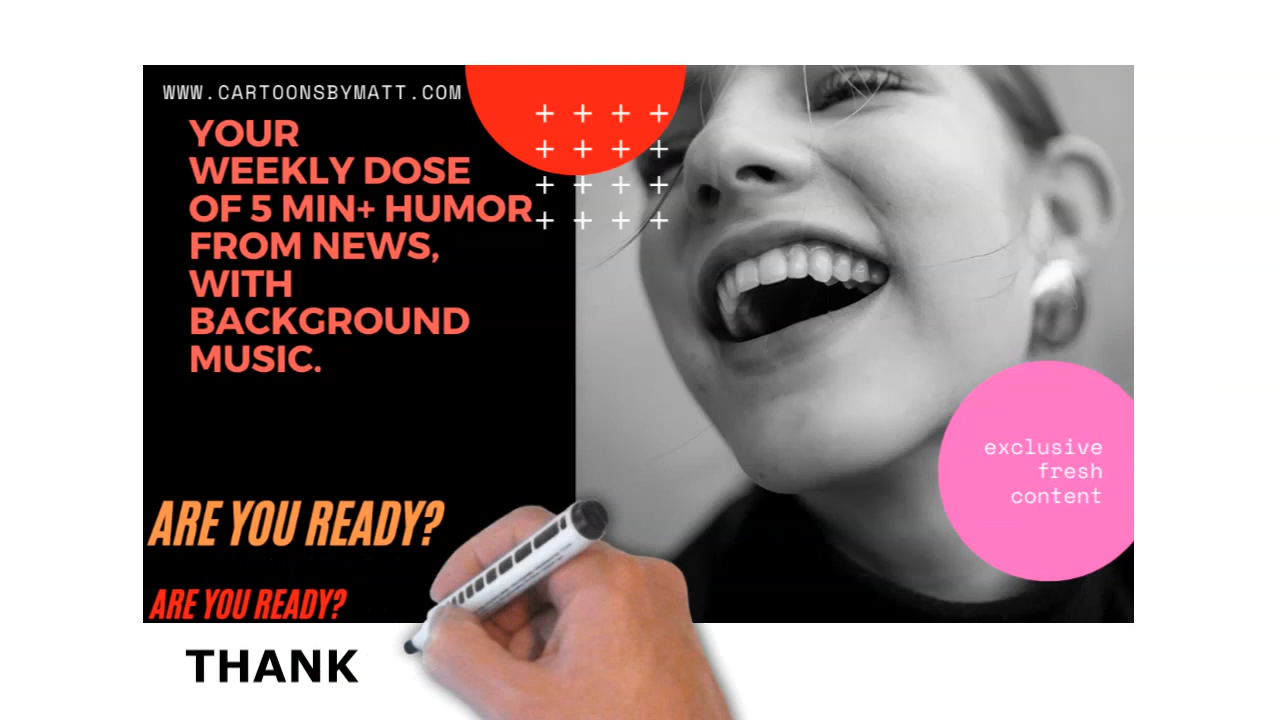 WWW.CARTOONSBYMATT.COM
YOUR
WEEKLY DOSE
OF 5 MIN+ HUMOR
FROM NEWS,
WITH
BACKGROUND
MUSIC.
exclusive
fresh
content
ARE YOU READY?
ARE YOU READY?
THANK